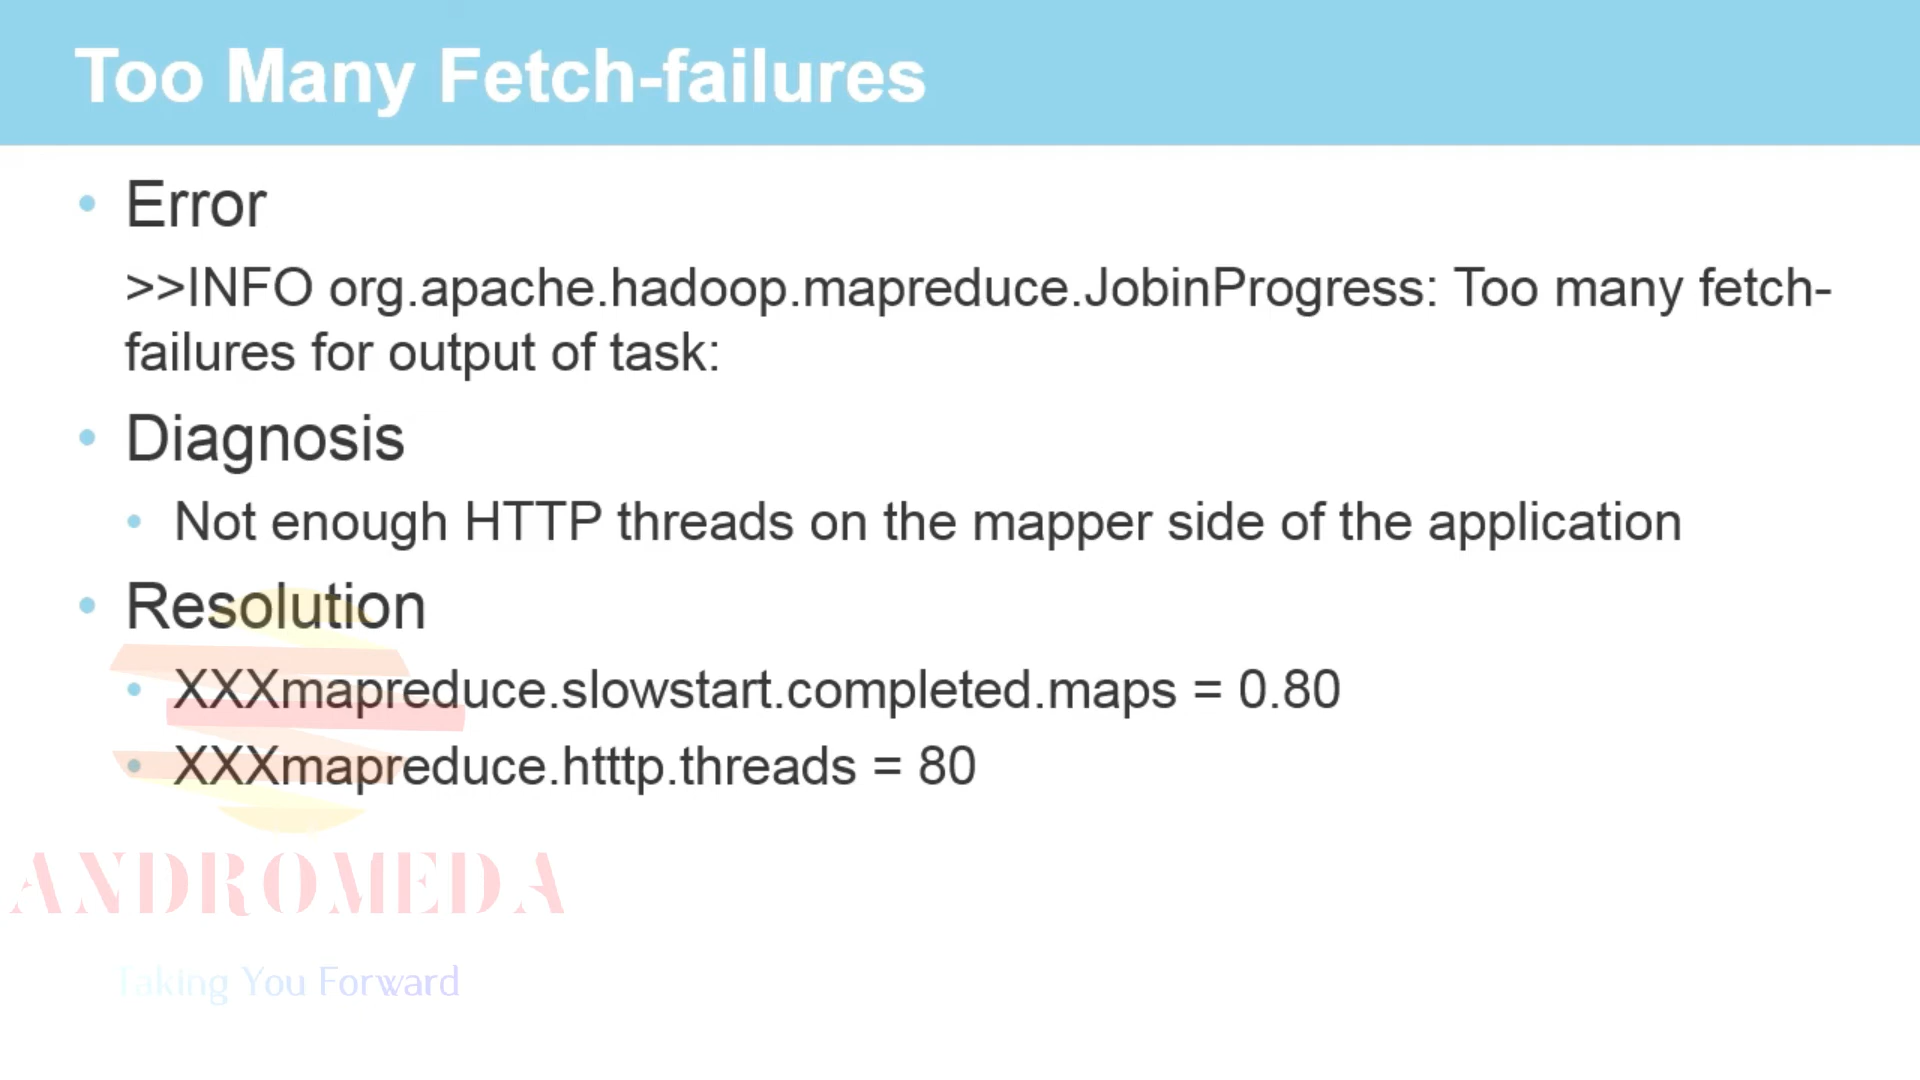 Too Many Fetch-failures
• Error
>>INFO org.apache.hadoop.mapreduce.JobinProgress: Too many fetch-
failures for output of task:
• Diagnosis
• Not enough HTTP threads on the mapper side of the application
• Resolution
• XXXmapreduce.slowstart.completed.maps = 0.80
• XXXmapreduce.htttp.threads = 80
ANDROMEDA
Taking You Forward